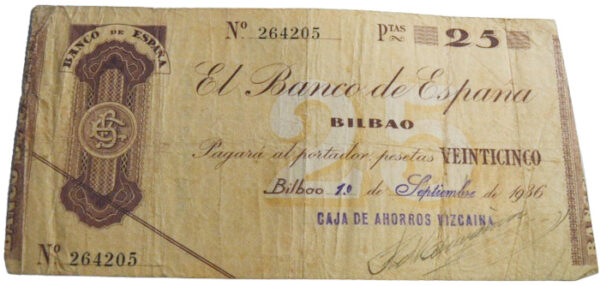 BANCO DE ESPAÑA
Nº 264205
PTAS 25
El Banco de España
BILBAO
25
Pagará al portador pesetas VEINTICINCO
Bilbao 1º de Septiembre de 1936
CAJA DE AHORROS VIZCAINA
Nº 264205